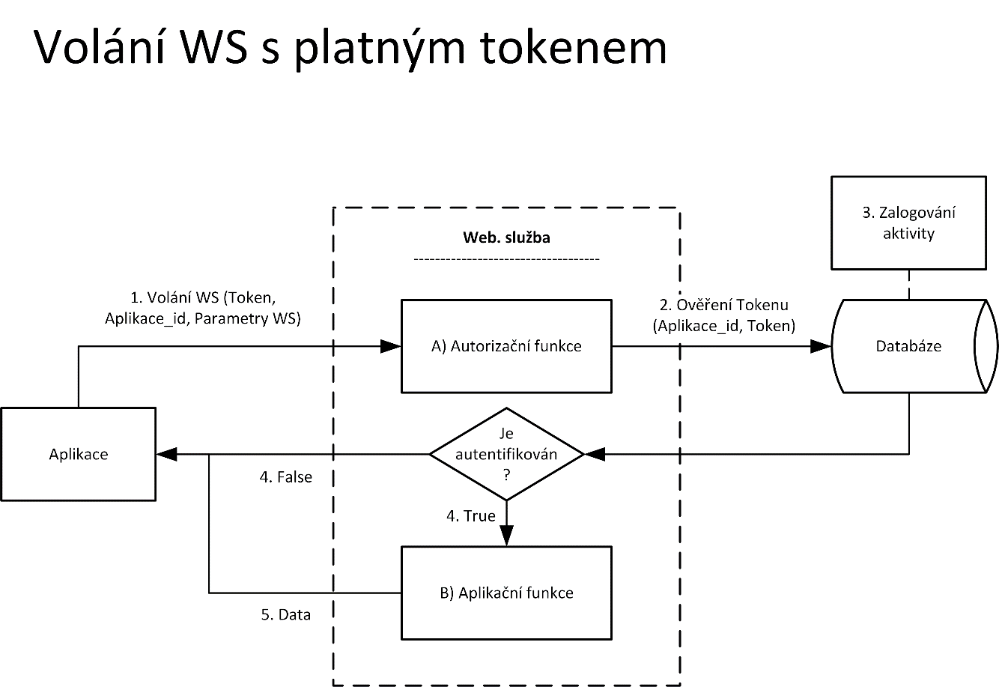 Volání WS s platným tokenem
3. Zalogování
aktivity
Web. služba
1. Volání WS (Token,
Aplikace_id, Parametry WS)
2. Ověření Tokenu
(Aplikace_id, Token)
A) Autorizační funkce
Databáze
Je
autentifikován
?
Aplikace
4. False
4. True
B) Aplikační funkce
5. Data